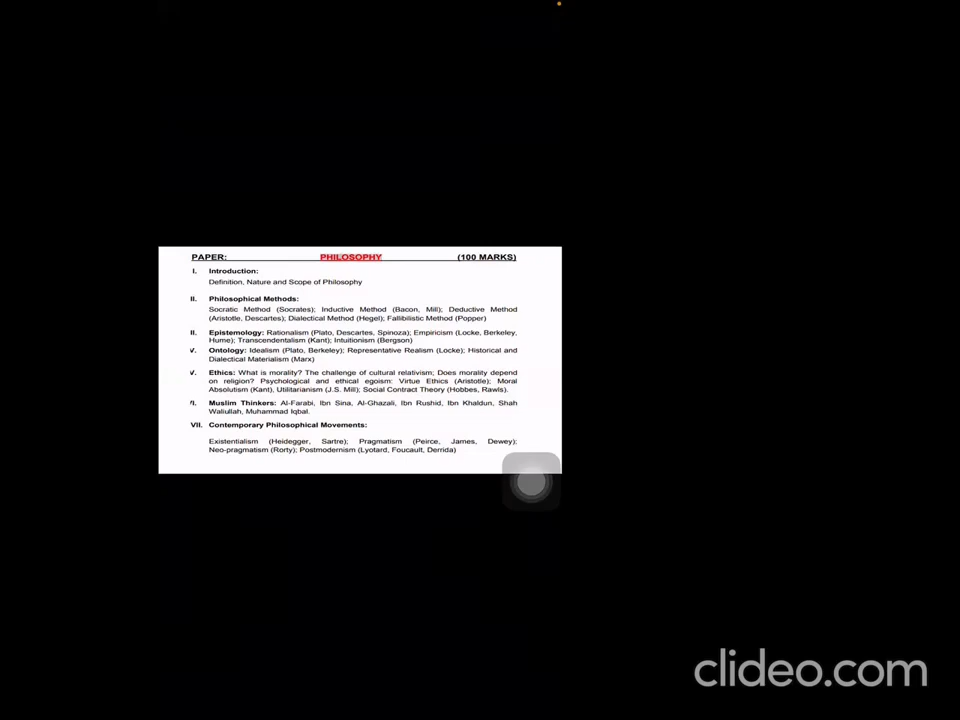 PAPER: PHILOSOPHY (100 MARKS)
I. Introduction:
Definition, Nature and Scope of Philosophy
II. Philosophical Methods:
Socratic Method (Socrates); Inductive Method (Bacon, Mill); Deductive Method
(Aristotle, Descartes); Dialectical Method (Hegel); Fallibilistic Method (Popper)
II. Epistemology: Rationalism (Plato, Descartes, Spinoza); Empiricism (Locke, Berkeley,
Hume); Transcendentalism (Kant); Intuitionism (Bergson)
V. Ontology: Idealism (Plato, Berkeley); Representative Realism (Locke); Historical and
Dialectical Materialism (Marx)
V. Ethics: What is morality? The challenge of cultural relativism; Does morality depend
on religion? Psychological and ethical egoism: Virtue Ethics (Aristotle); Moral
Absolutism (Kant), Utilitarianism (J.S. Mill); Social Contract Theory (Hobbes, Rawls).
VI. Muslim Thinkers: Al-Farabi, Ibn Sina, Al-Ghazali, Ibn Rushid, Ibn Khaldun, Shah
Waliullah, Muhammad Iqbal.
VII. Contemporary Philosophical Movements:
Existentialism (Heidegger, Sartre); Pragmatism (Peirce, James, Dewey);
Neo-pragmatism (Rorty); Postmodernism (Lyotard, Foucault, Derrida)
clideo.com